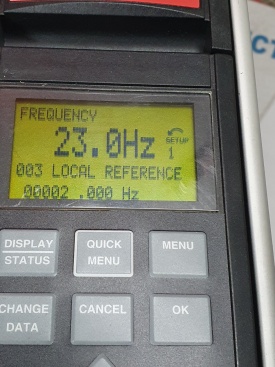 CT
FREQUENCY
23.0Hz
SETUP
1
003 LOCAL REFERENCE
00002 .000 Hz
DISPLAY
STATUS
QUICK
MENU
MENU
CHANGE
DATA
CANCEL
OK